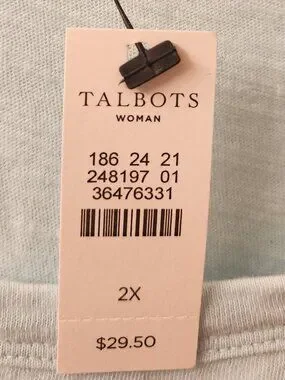 TALBOTS
WOMAN
186 24 21
248197 01
36476331
2X
$29.50